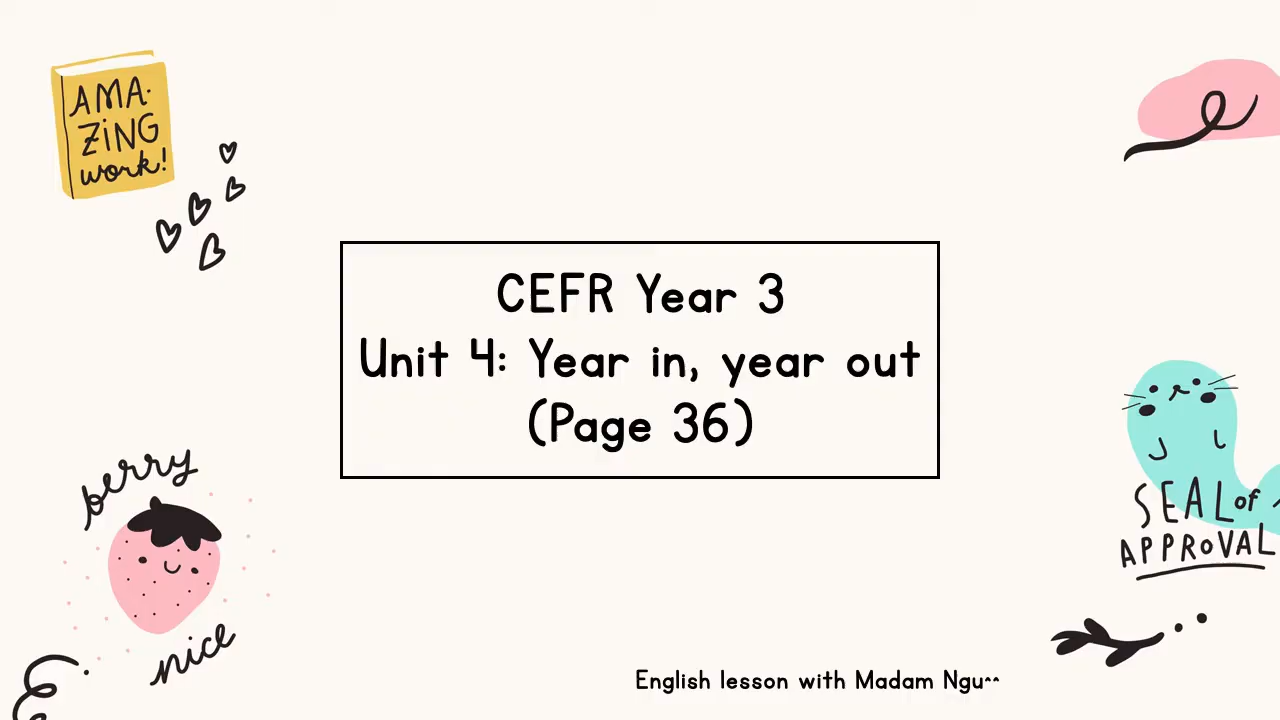 AMA-
ZING
work!
CEFR Year 3
Unit 4: Year in, year out
(Page 36)
berry
nice
SEAL of
APPROVAL
English lesson with Madam Ngu^^